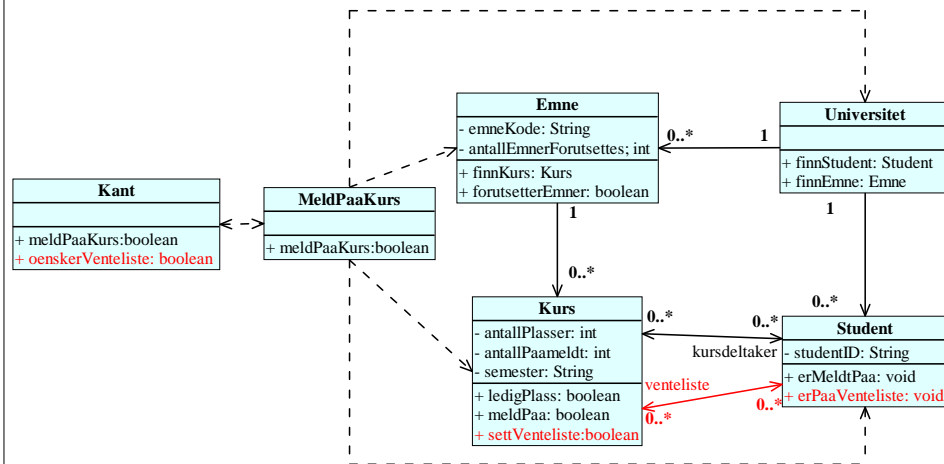 Emne
- emneKode: String
- antallEmnerForutsettes; int
+ finnKurs: Kurs
+ forutsetterEmner: boolean
0..*
1
Universitet
+ finnStudent: Student
+ finnEmne: Emne
Kant
+ meldPaaKurs:boolean
+ oenskerVenteliste: boolean
MeldPaaKurs
+ meldPaaKurs:boolean
1
0..*
1
0..*
Kurs
- antallPlasser: int
- antallPaameldt: int
- semester: String
+ ledigPlass: boolean
+ meldPaa: boolean
+ settVenteliste:boolean
0..*
0..*
kursdeltaker
venteliste
0..*
0..*
Student
- studentID: String
+ erMeldtPaa: void
+ erPaaVenteliste: void